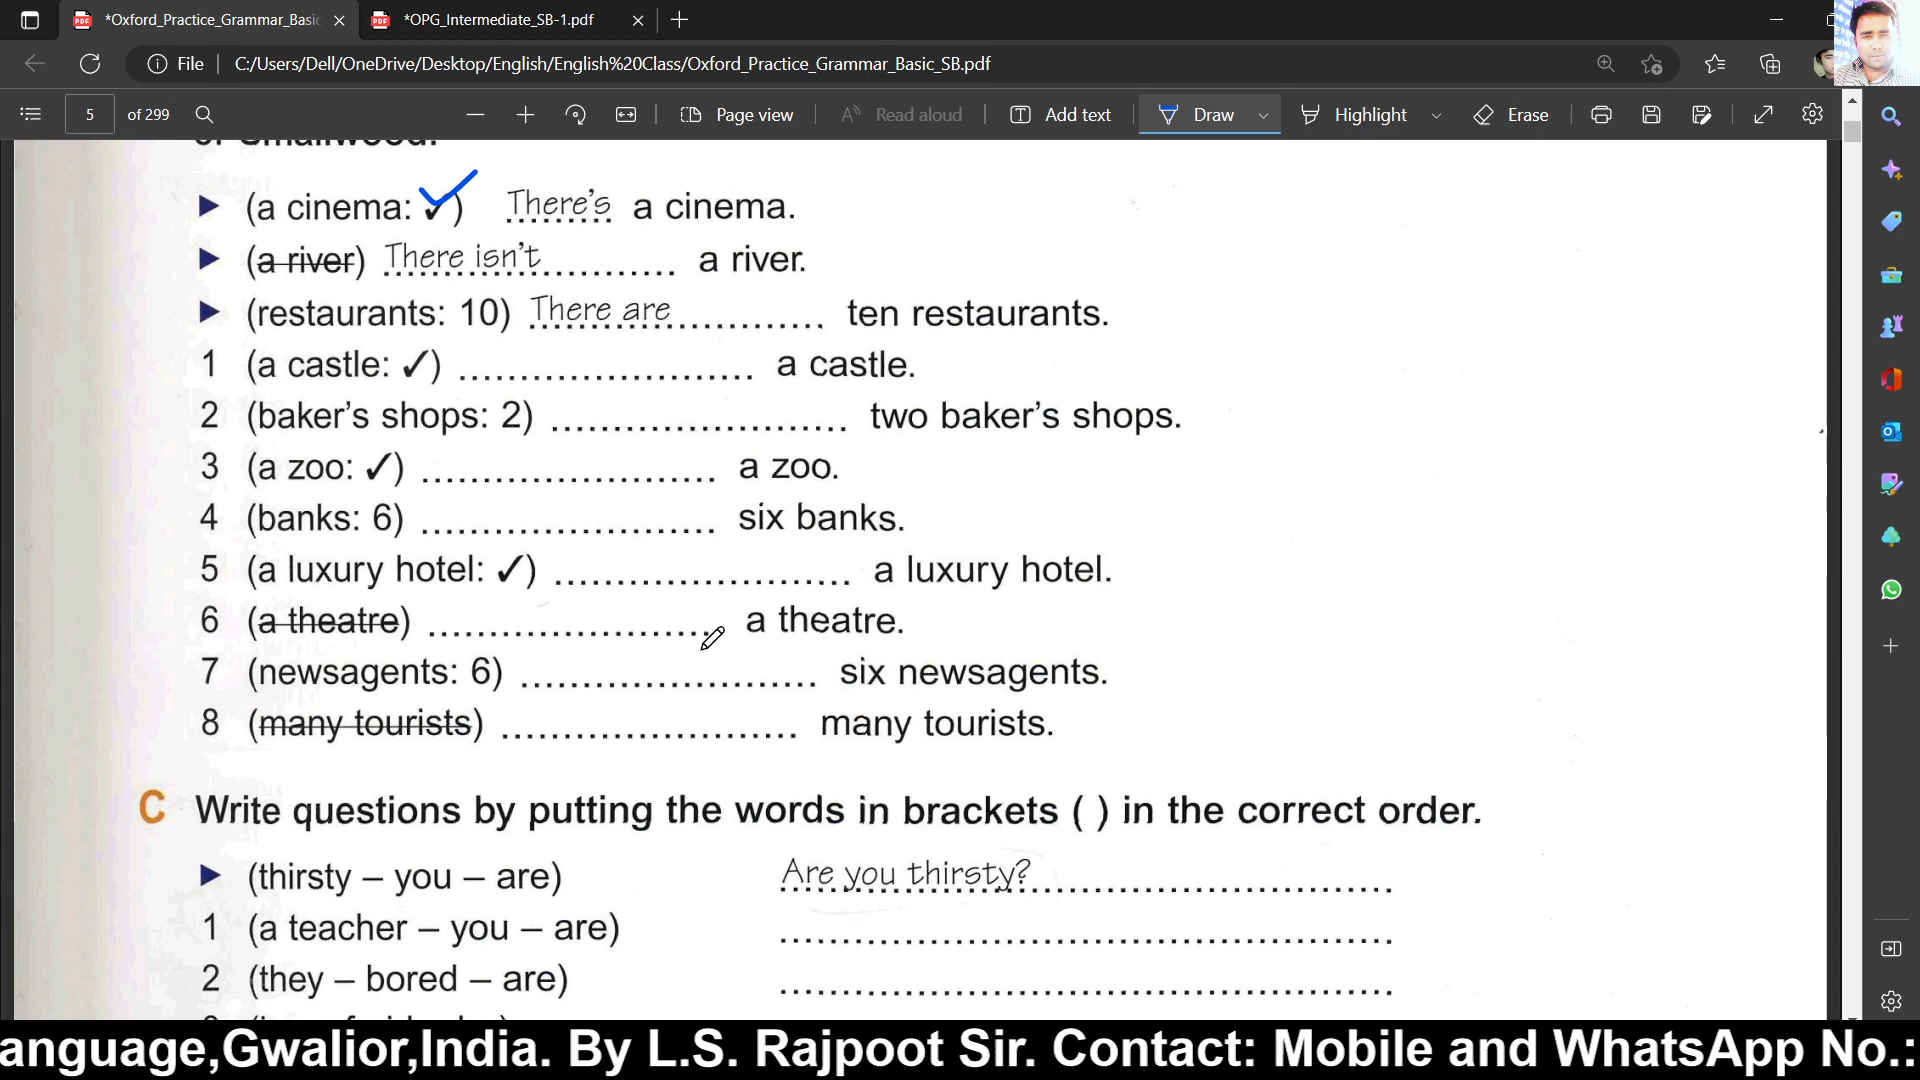 *Oxford_Practice_Grammar_Basic
*OPG_Intermediate_SB-1.pdf
File
C:/Users/Dell/OneDrive/Desktop/English/English%20Class/Oxford_Practice_Grammar_Basic_SB.pdf
5 of 299
Page view
Read aloud
Add text
Draw
Highlight
Erase
or Smallwood.
▶ (a cinema: ✓) There's a cinema.
▶ (a river) There isn't a river.
▶ (restaurants: 10) There are ten restaurants.
1 (a castle: ✓) ........................ a castle.
2 (baker's shops: 2) ........................ two baker's shops.
3 (a zoo: ✓) ........................ a zoo.
4 (banks: 6) ........................ six banks.
5 (a luxury hotel: ✓) ........................ a luxury hotel.
6 (a theatre) ........................ a theatre.
7 (newsagents: 6) ........................ six newsagents.
8 (many tourists) ........................ many tourists.
C Write questions by putting the words in brackets ( ) in the correct order.
▶ (thirsty – you – are) Are you thirsty?
1 (a teacher – you – are) ........................
2 (they – bored – are) ........................
anguage,Gwalior,India. By L.S. Rajpoot Sir. Contact: Mobile and WhatsApp No.: